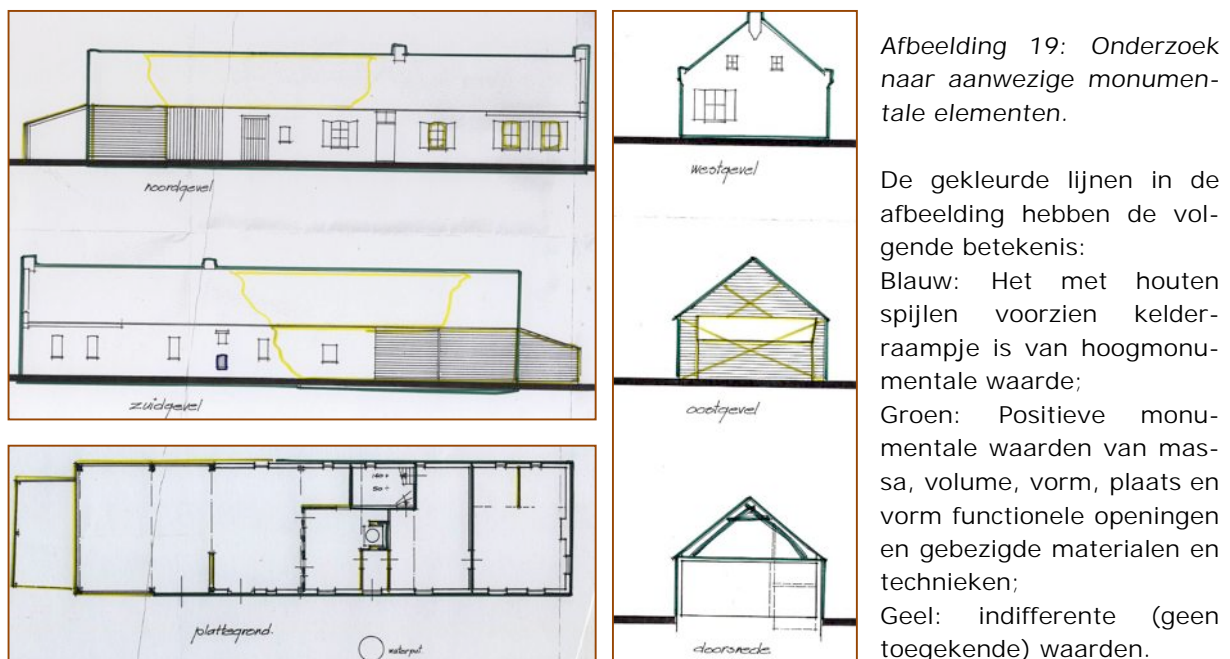 noordgevel
zuidgevel
plattegrond.
waterput.
westgevel
oostgevel
doorsnede
Afbeelding 19: Onderzoek
naar aanwezige monumen-
tale elementen.
De gekleurde lijnen in de
afbeelding hebben de vol-
gende betekenis:
Blauw: Het met houten
spijlen voorzien kelder-
raampje is van hoogmonu-
mentale waarde;
Groen: Positieve monu-
mentale waarden van mas-
sa, volume, vorm, plaats en
vorm functionele openingen
en gebezigde materialen en
technieken;
Geel: indifferente (geen
toegekende) waarden.